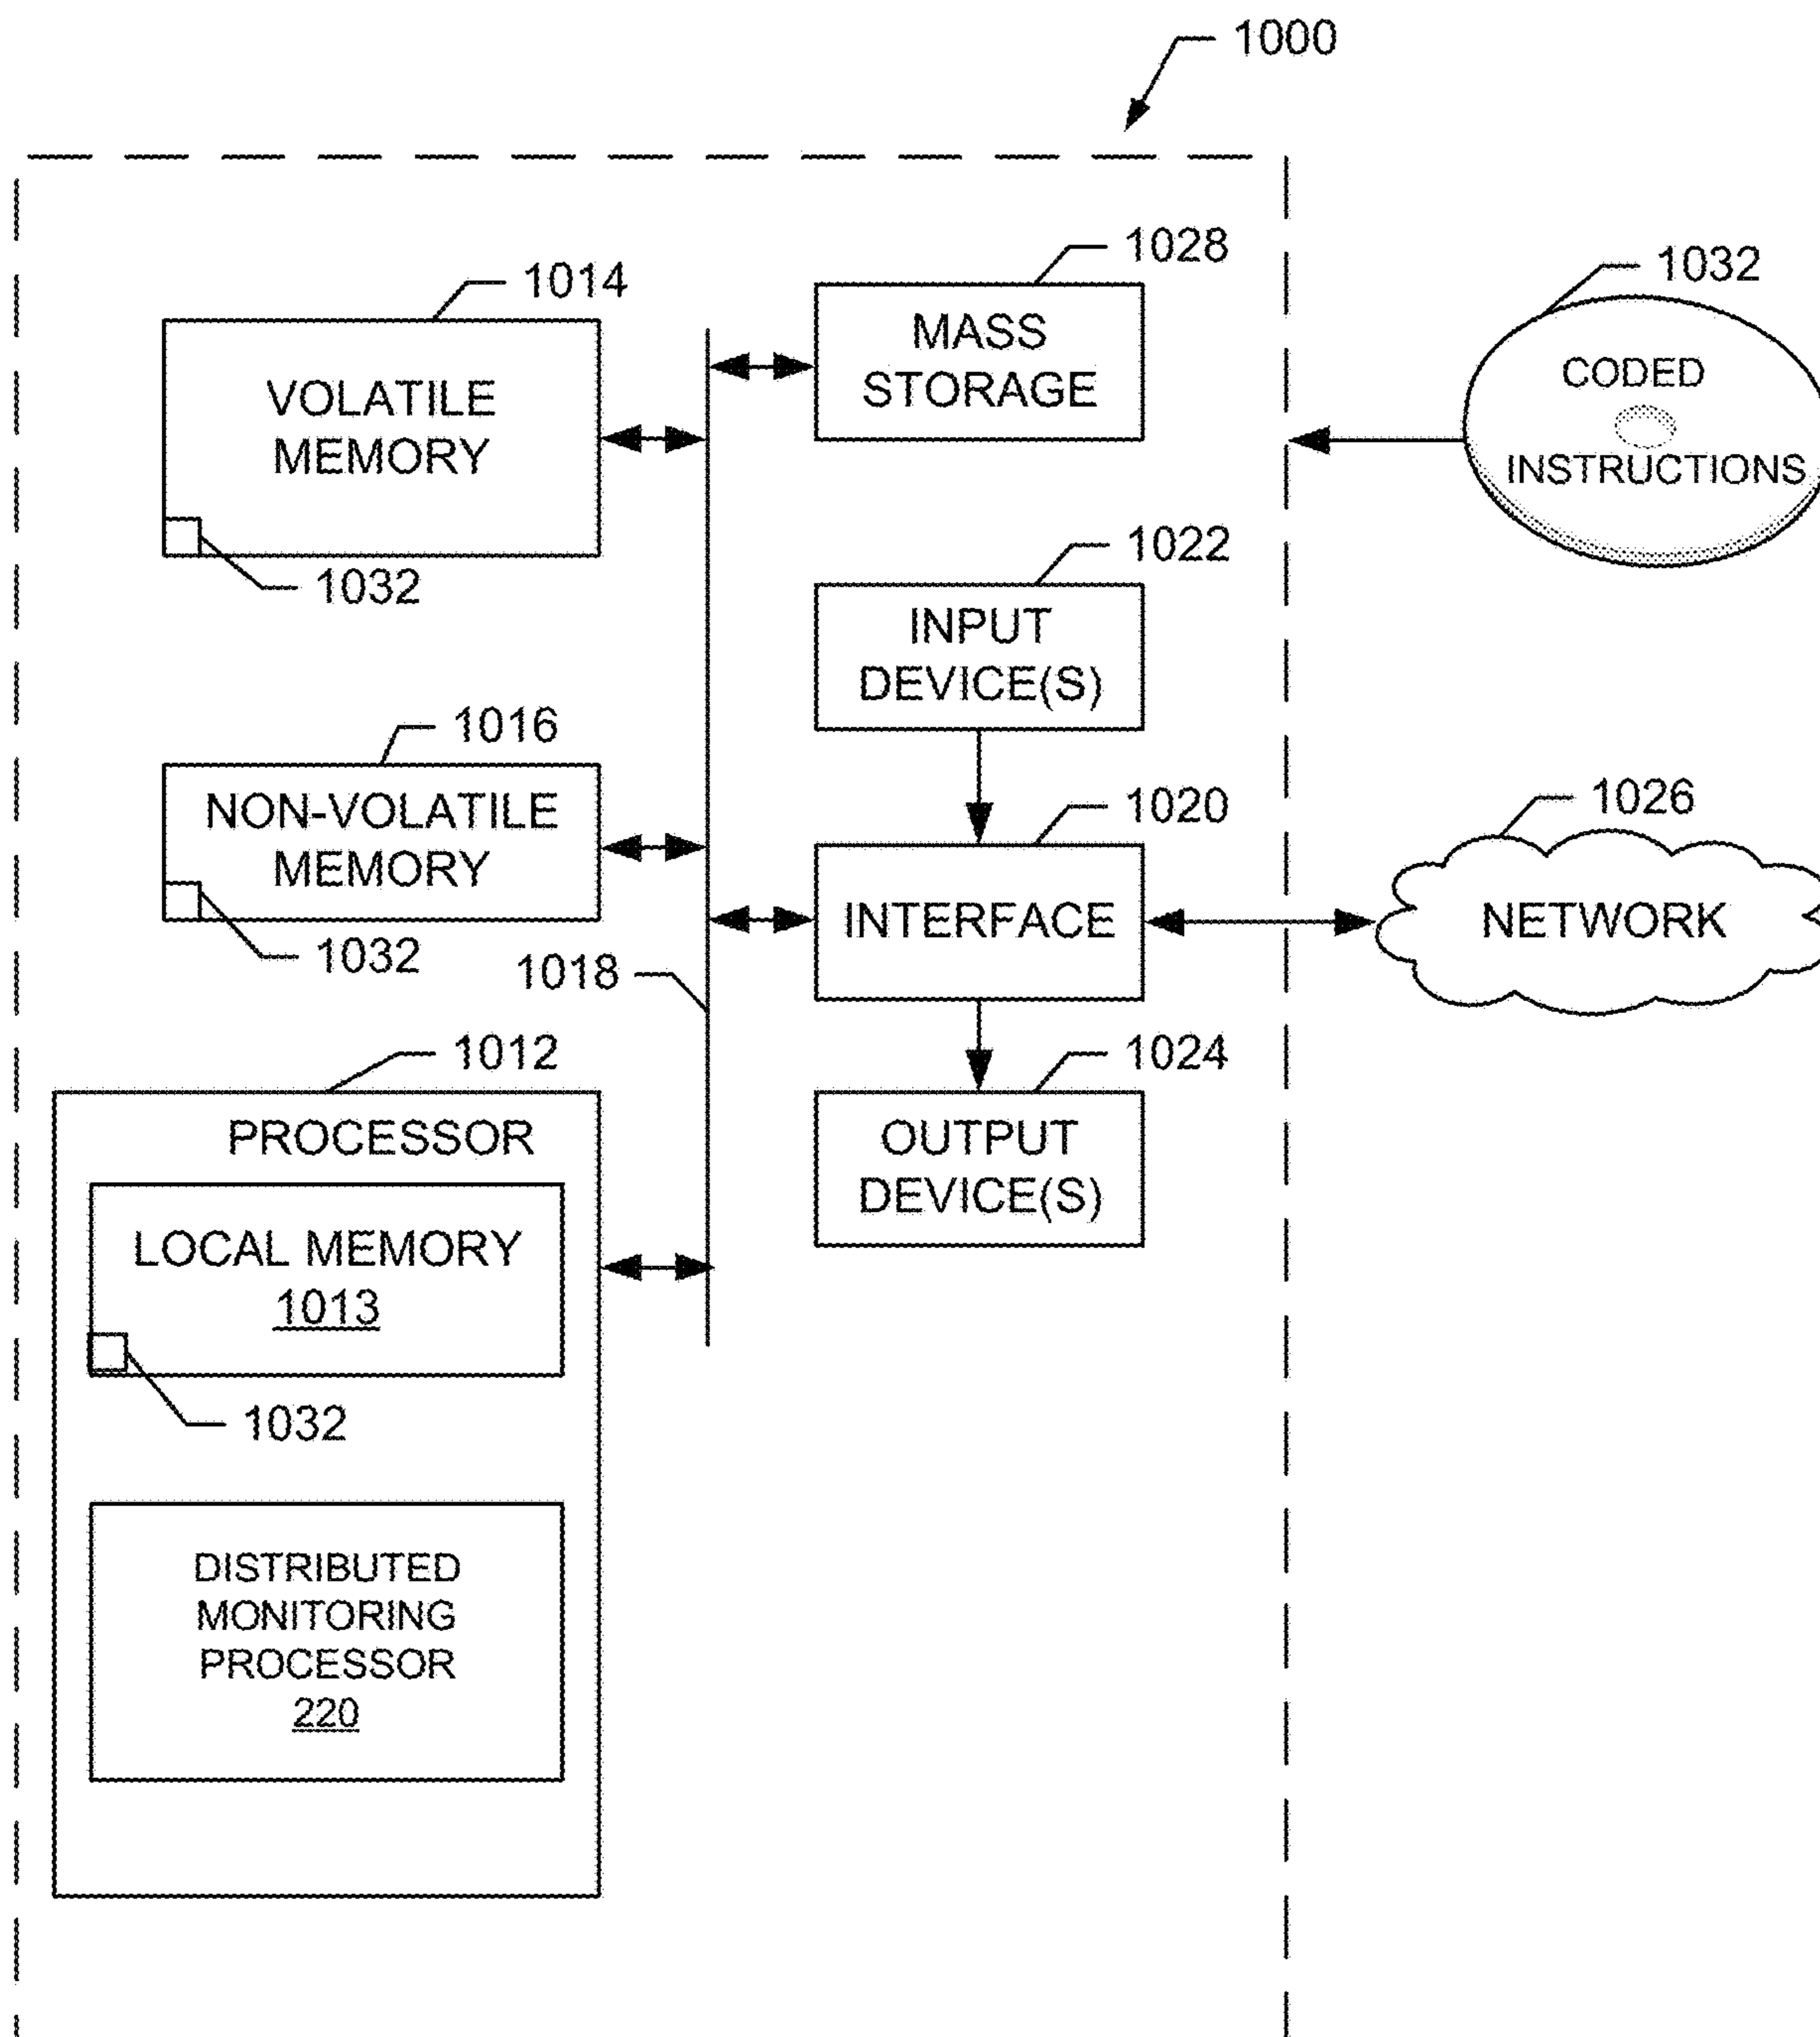 1000
1014
VOLATILE
MEMORY
1032
1028
MASS
STORAGE
1032
CODED
INSTRUCTIONS
1022
INPUT
DEVICE(S)
1016
NON-VOLATILE
MEMORY
1032
1018
1020
INTERFACE
1026
NETWORK
1012
PROCESSOR
LOCAL MEMORY
1013
1032
1024
OUTPUT
DEVICE(S)
DISTRIBUTED
MONITORING
PROCESSOR
220